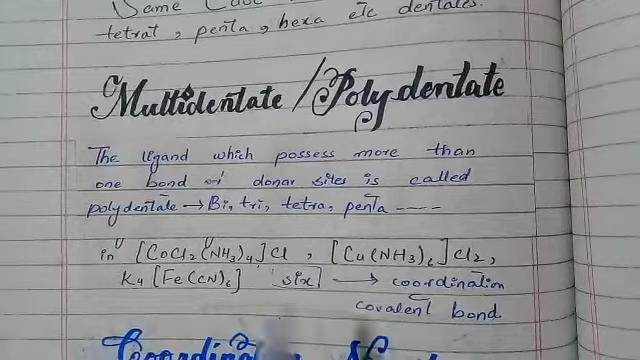 Same
etc dentates.
tetrat, penta, hexa
Multidentate / Polydentate
The ligand which possess more than
one bond or donar sites is called
polydentate → Bi, tri, tetra, penta ----
in [CoCl2(NH3)4]Cl , [Cu(NH3)6]Cl2,
K4[Fe(CN)6] six → coordination
covalent bond.